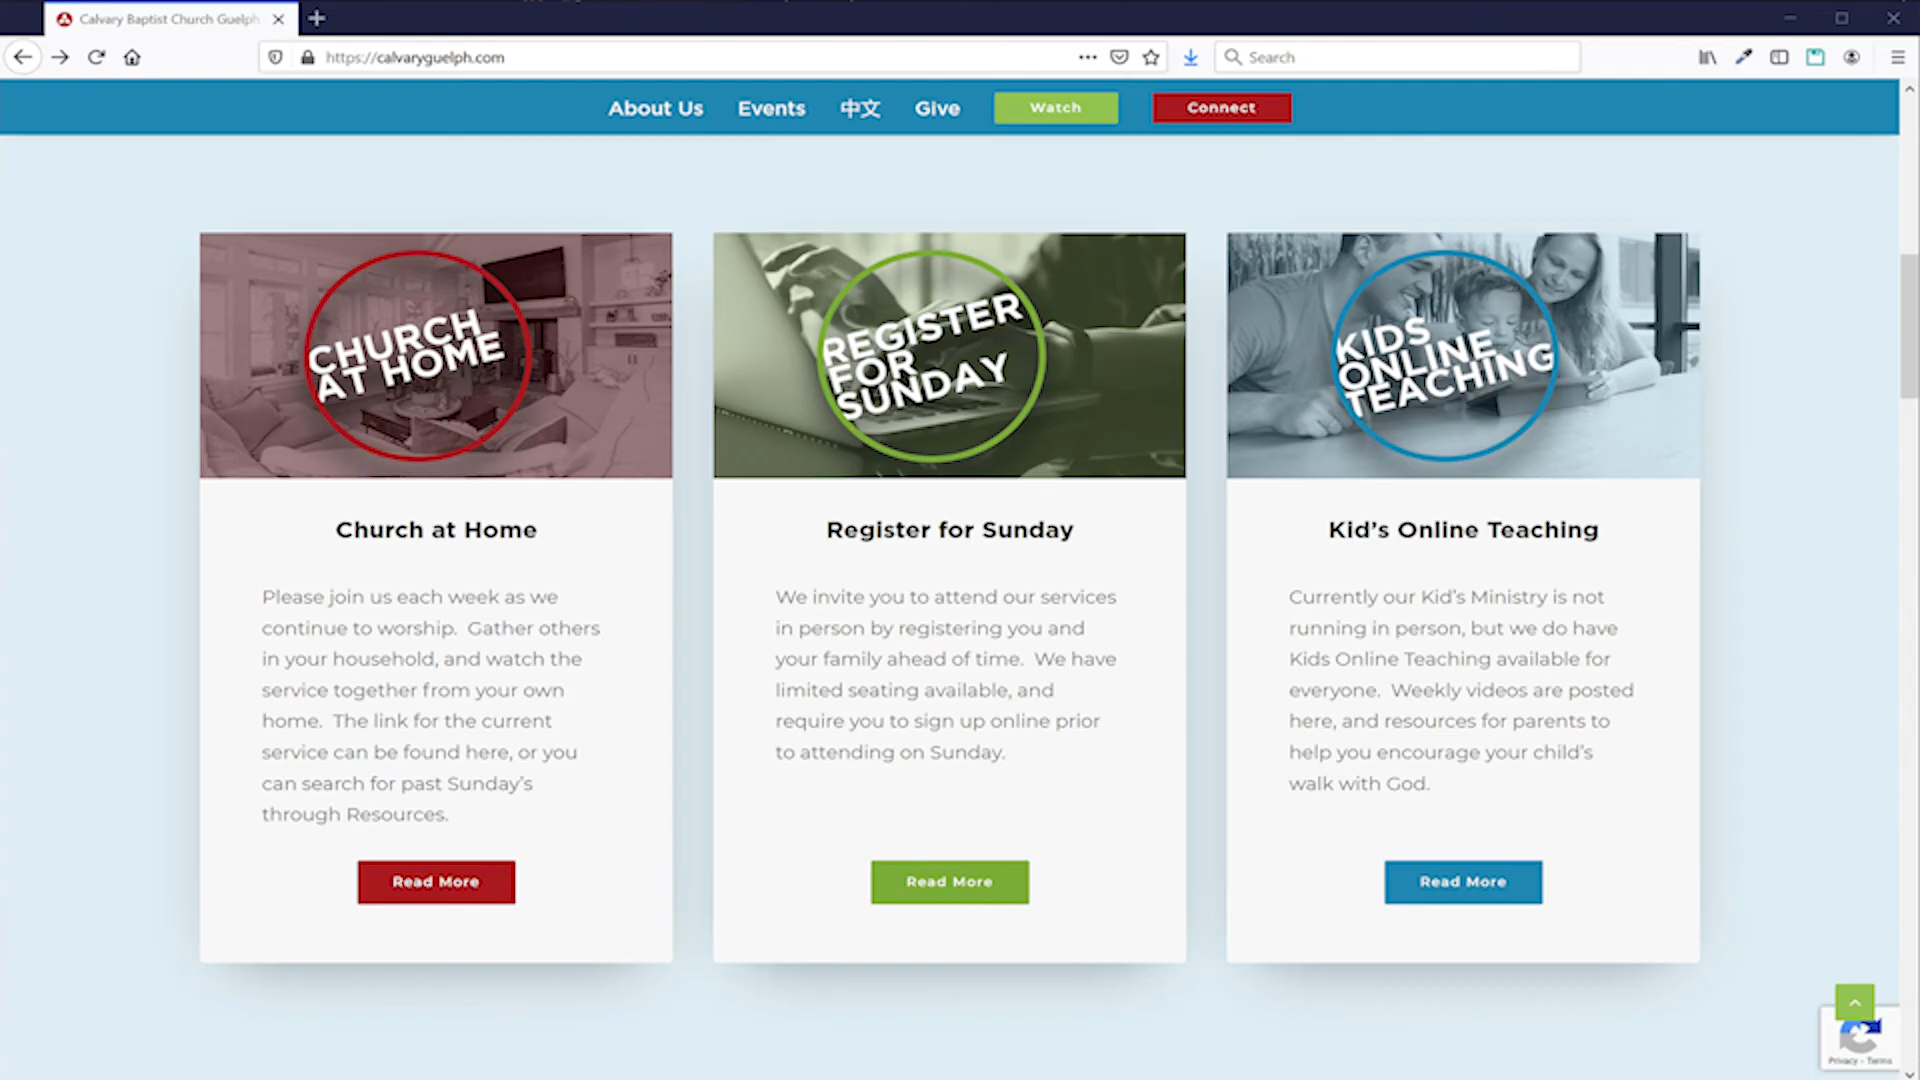 Calvary Baptist Church Guelph
https://calvaryguelph.com
Search
About Us
Events
中文
Give
Watch
Connect
CHURCH
AT HOME
Church at Home
Please join us each week as we
continue to worship. Gather others
in your household, and watch the
service together from your own
home. The link for the current
service can be found here, or you
can search for past Sunday's
through Resources.
Read More
REGISTER
FOR
SUNDAY
Register for Sunday
We invite you to attend our services
in person by registering you and
your family ahead of time. We have
limited seating available, and
require you to sign up online prior
to attending on Sunday.
Read More
KIDS
ONLINE
TEACHING
Kid's Online Teaching
Currently our Kid's Ministry is not
running in person, but we do have
Kids Online Teaching available for
everyone. Weekly videos are posted
here, and resources for parents to
help you encourage your child's
walk with God.
Read More
Privacy - Terms